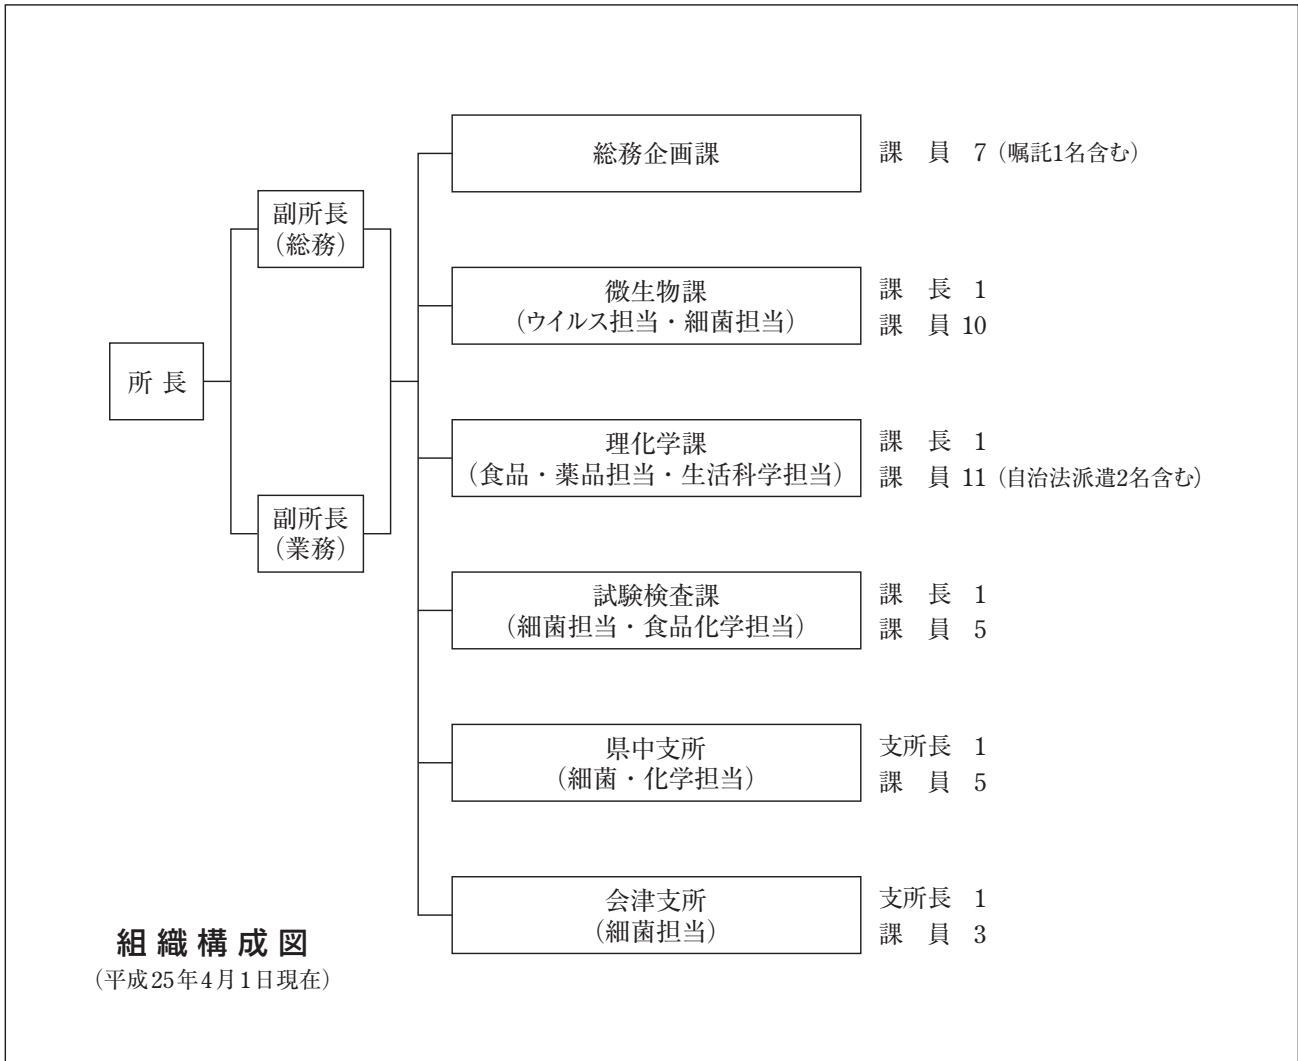 総務企画課
課 員 7（嘱託1名含む）
副所長
（総務）
微生物課
（ウイルス担当・細菌担当）
課 長 1
課 員 10
所 長
理化学課
（食品・薬品担当・生活科学担当）
課 長 1
課 員 11（自治法派遣2名含む）
副所長
（業務）
試験検査課
（細菌担当・食品化学担当）
課 長 1
課 員 5
県中支所
（細菌・化学担当）
支所長 1
課 員 5
会津支所
（細菌担当）
支所長 1
課 員 3
組織構成図
（平成25年4月1日現在）